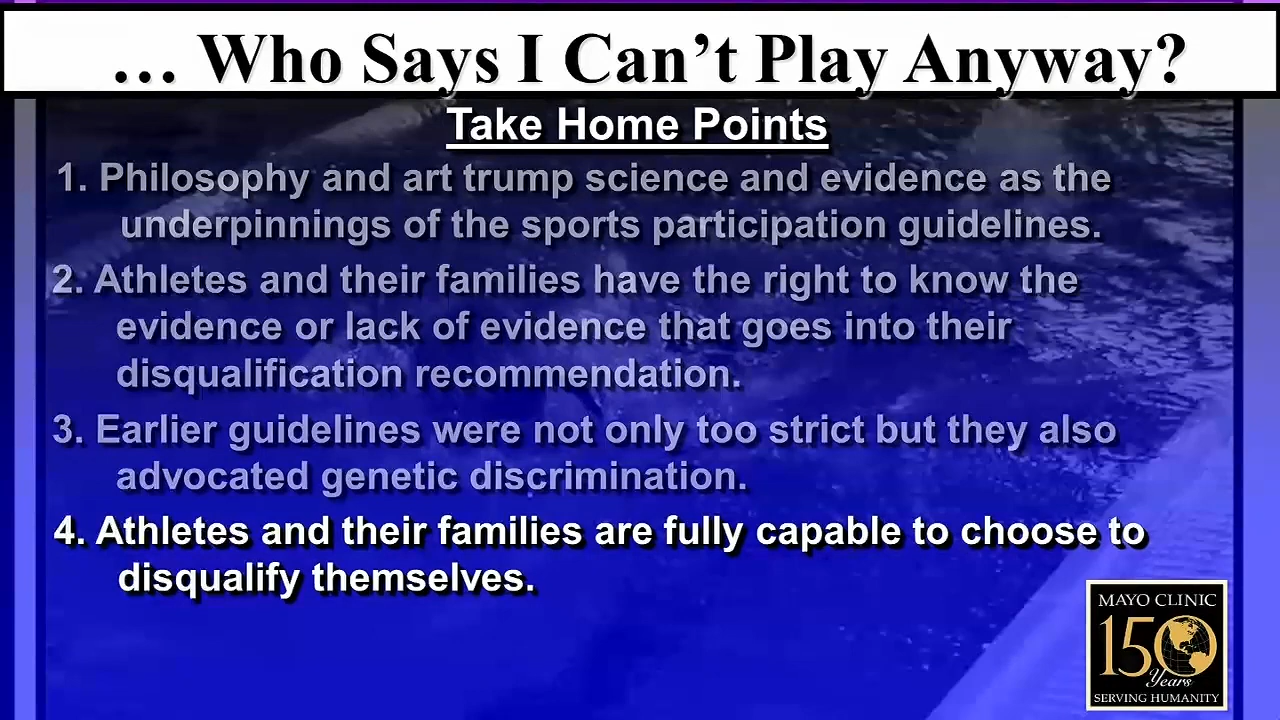 … Who Says I Can’t Play Anyway?
Take Home Points
1. Philosophy and art trump science and evidence as the
underpinnings of the sports participation guidelines.
2. Athletes and their families have the right to know the
evidence or lack of evidence that goes into their
disqualification recommendation.
3. Earlier guidelines were not only too strict but they also
advocated genetic discrimination.
4. Athletes and their families are fully capable to choose to
disqualify themselves.
MAYO CLINIC
150
Years
SERVING HUMANITY